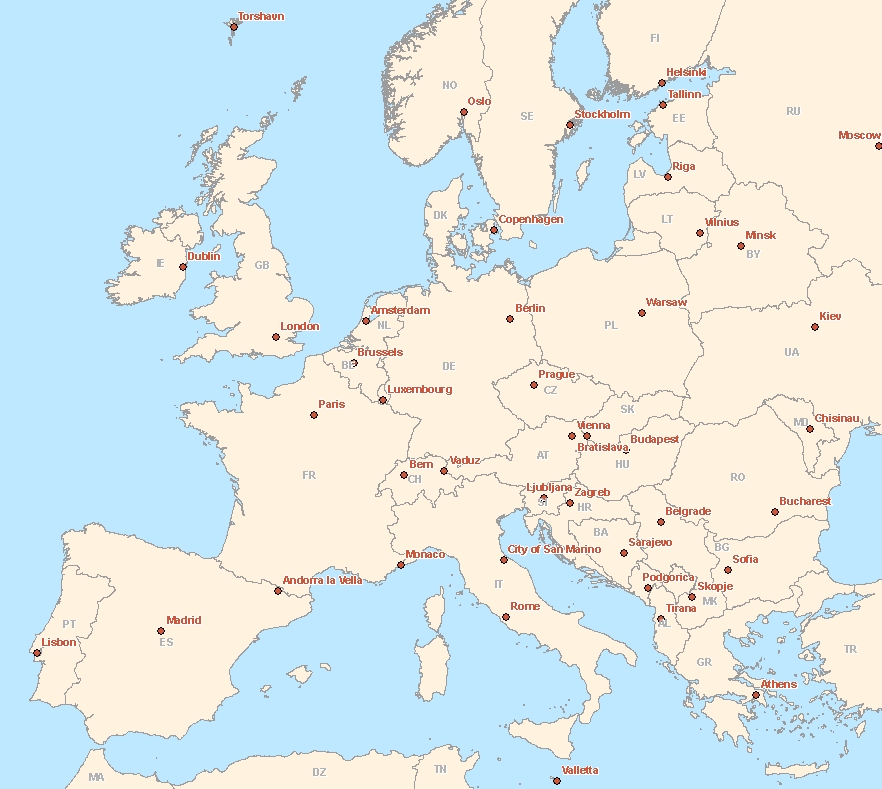 Torshavn
FI
NO
Helsinki
Tallinn
Oslo
SE
Stockholm
EE
RU
Moscow
Riga
LV
DK
Copenhagen
LT
Vilnius
Minsk
BY
IE
Dublin
GB
Amsterdam
NL
Berlin
PL
Warsaw
Kiev
London
UA
Brussels
BE
DE
Prague
CZ
Luxembourg
Paris
SK
MD
Chisinau
Vienna
Bratislava
Budapest
AT
HU
Bern
CH
Vaduz
FR
RO
Ljubljana
SI
Zagreb
HR
Bucharest
Belgrade
BA
Sarajevo
BG
Sofia
City of San Marino
Monaco
IT
Andorra la Vella
Podgorica
Skopje
MK
Rome
Tirana
AL
PT
Madrid
ES
Lisbon
GR
TR
Athens
MA
DZ
TN
Valletta